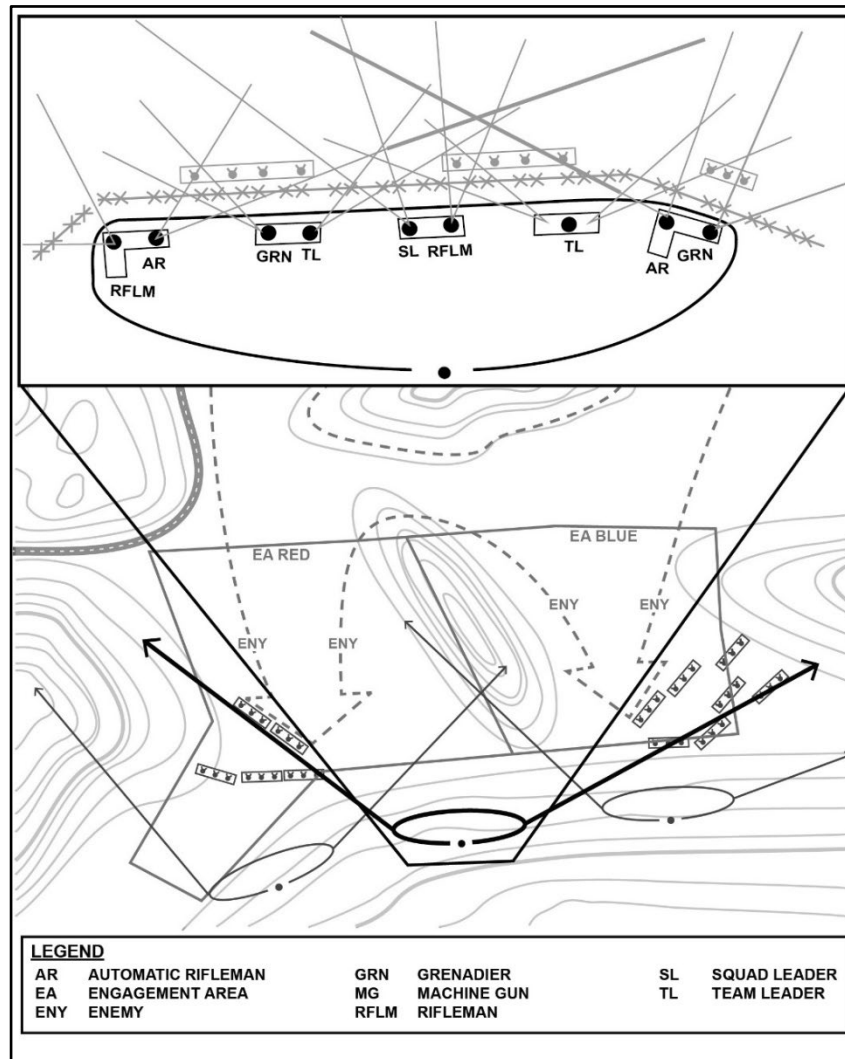 AR
GRN TL
SL RFLM
TL
AR
GRN
RFLM
EA RED
EA BLUE
ENY
ENY
ENY
ENY
LEGEND
AR AUTOMATIC RIFLEMAN GRN GRENADIER SL SQUAD LEADER
EA ENGAGEMENT AREA MG MACHINE GUN TL TEAM LEADER
ENY ENEMY RFLM RIFLEMAN